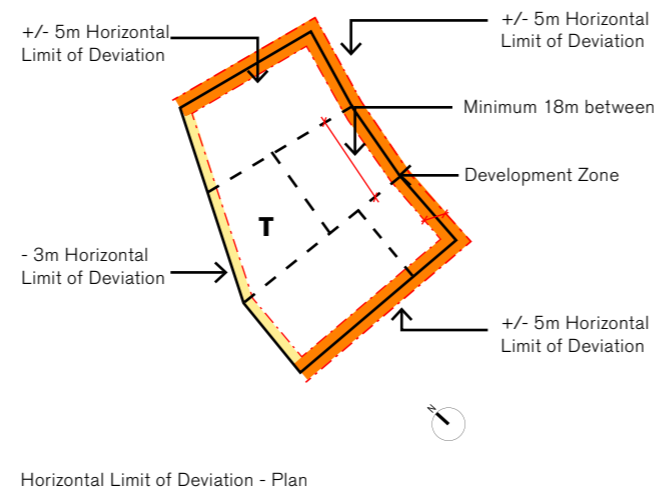 +/- 5m Horizontal
Limit of Deviation
+/- 5m Horizontal
Limit of Deviation
Minimum 18m between
Development Zone
T
- 3m Horizontal
Limit of Deviation
+/- 5m Horizontal
Limit of Deviation
N
Horizontal Limit of Deviation - Plan